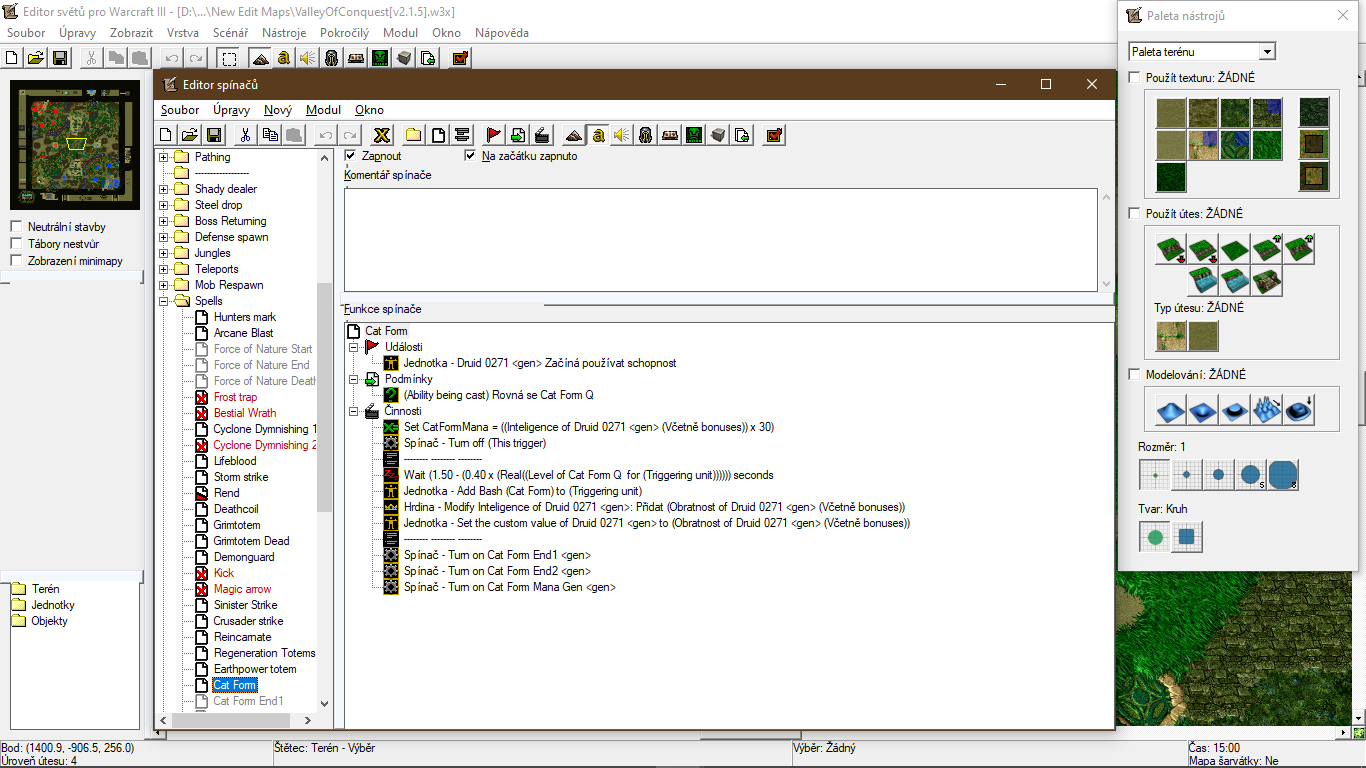 Editor světů pro Warcraft III - [D:\...\New Edit Maps\ValleyOfConquest[v2.1.5].w3x]
Soubor Úpravy Zobrazit Vrstva Scénář Nástroje Pokročilý Modul Okno Nápověda
Neutrální stavby
Tábory nestvůr
Zobrazení minimapy
Terén
Jednotky
Objekty
Editor spínačů
Soubor Úpravy Nový Modul Okno
Pathing
------------------
Shady dealer
Steel drop
Boss Returning
Defense spawn
Jungles
Teleports
Mob Respawn
Spells
Hunters mark
Arcane Blast
Force of Nature Start
Force of Nature End
Force of Nature Death
Frost trap
Bestial Wrath
Cyclone Dymnishing 1
Cyclone Dymnishing 2
Lifeblood
Storm strike
Rend
Deathcoil
Grimtotem
Grimtotem Dead
Demonguard
Kick
Magic arrow
Sinister Strike
Crusader strike
Reincarnate
Regeneration Totems
Earthpower totem
Cat Form
Cat Form End1
Zapnout Na začátku zapnuto
Komentář spínače
Funkce spínače
Cat Form
Události
Jednotka - Druid 0271 <gen> Začíná používat schopnost
Podmínky
(Ability being cast) Rovná se Cat Form Q
Činnosti
Set CatFormMana = ((Inteligence of Druid 0271 <gen> (Včetně bonuses)) x 30)
Spínač - Turn off (This trigger)
-------- -------- --------
Wait (1.50 - (0.40 x (Real((Level of Cat Form Q  for (Triggering unit)))))) seconds
Jednotka - Add Bash (Cat Form) to (Triggering unit)
Hrdina - Modify Inteligence of Druid 0271 <gen>: Přidat (Obratnost of Druid 0271 <gen> (Včetně bonuses))
Jednotka - Set the custom value of Druid 0271 <gen> to (Obratnost of Druid 0271 <gen> (Včetně bonuses))
-------- -------- --------
Spínač - Turn on Cat Form End1 <gen>
Spínač - Turn on Cat Form End2 <gen>
Spínač - Turn on Cat Form Mana Gen <gen>
Paleta nástrojů
Paleta terénu
Použít texturu: ŽÁDNÉ
Použít útes: ŽÁDNÉ
Typ útesu: ŽÁDNÉ
Modelování: ŽÁDNÉ
Rozměr: 1
5 8
Tvar: Kruh
Bod: (1400.9, -906.5, 256.0) Štětec: Terén - Výběr Výběr: Žádný Čas: 15:00
Úroveň útesu: 4 Mapa šarvátky: Ne